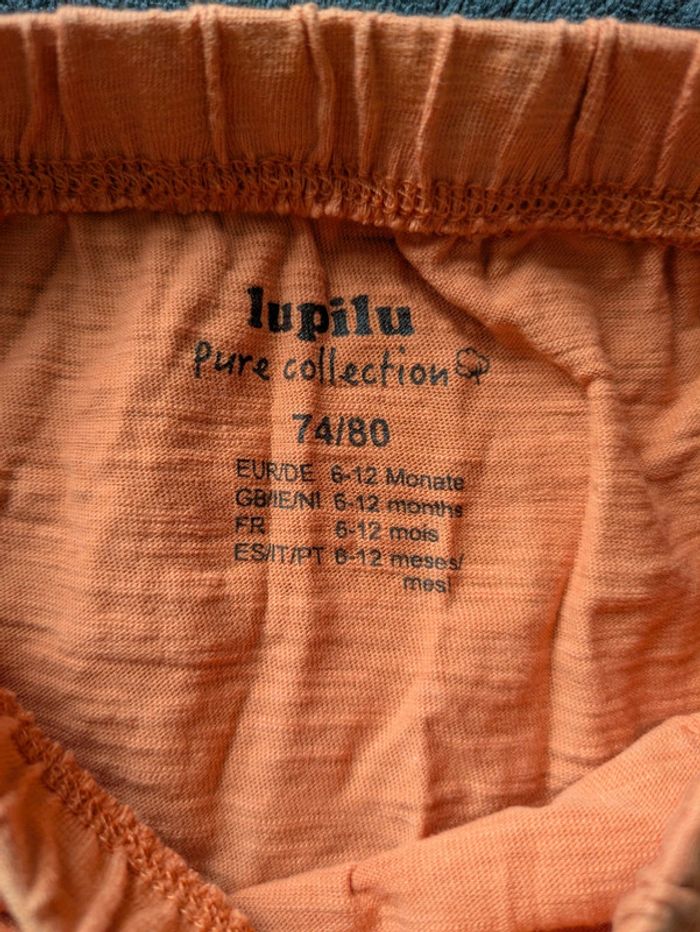 lupilu
pure collection
74/80
EUR/DE 6-12 Monate
GB/IE/NI 6-12 months
FR 6-12 mois
ES/IT/PT 6-12 meses/
mesi